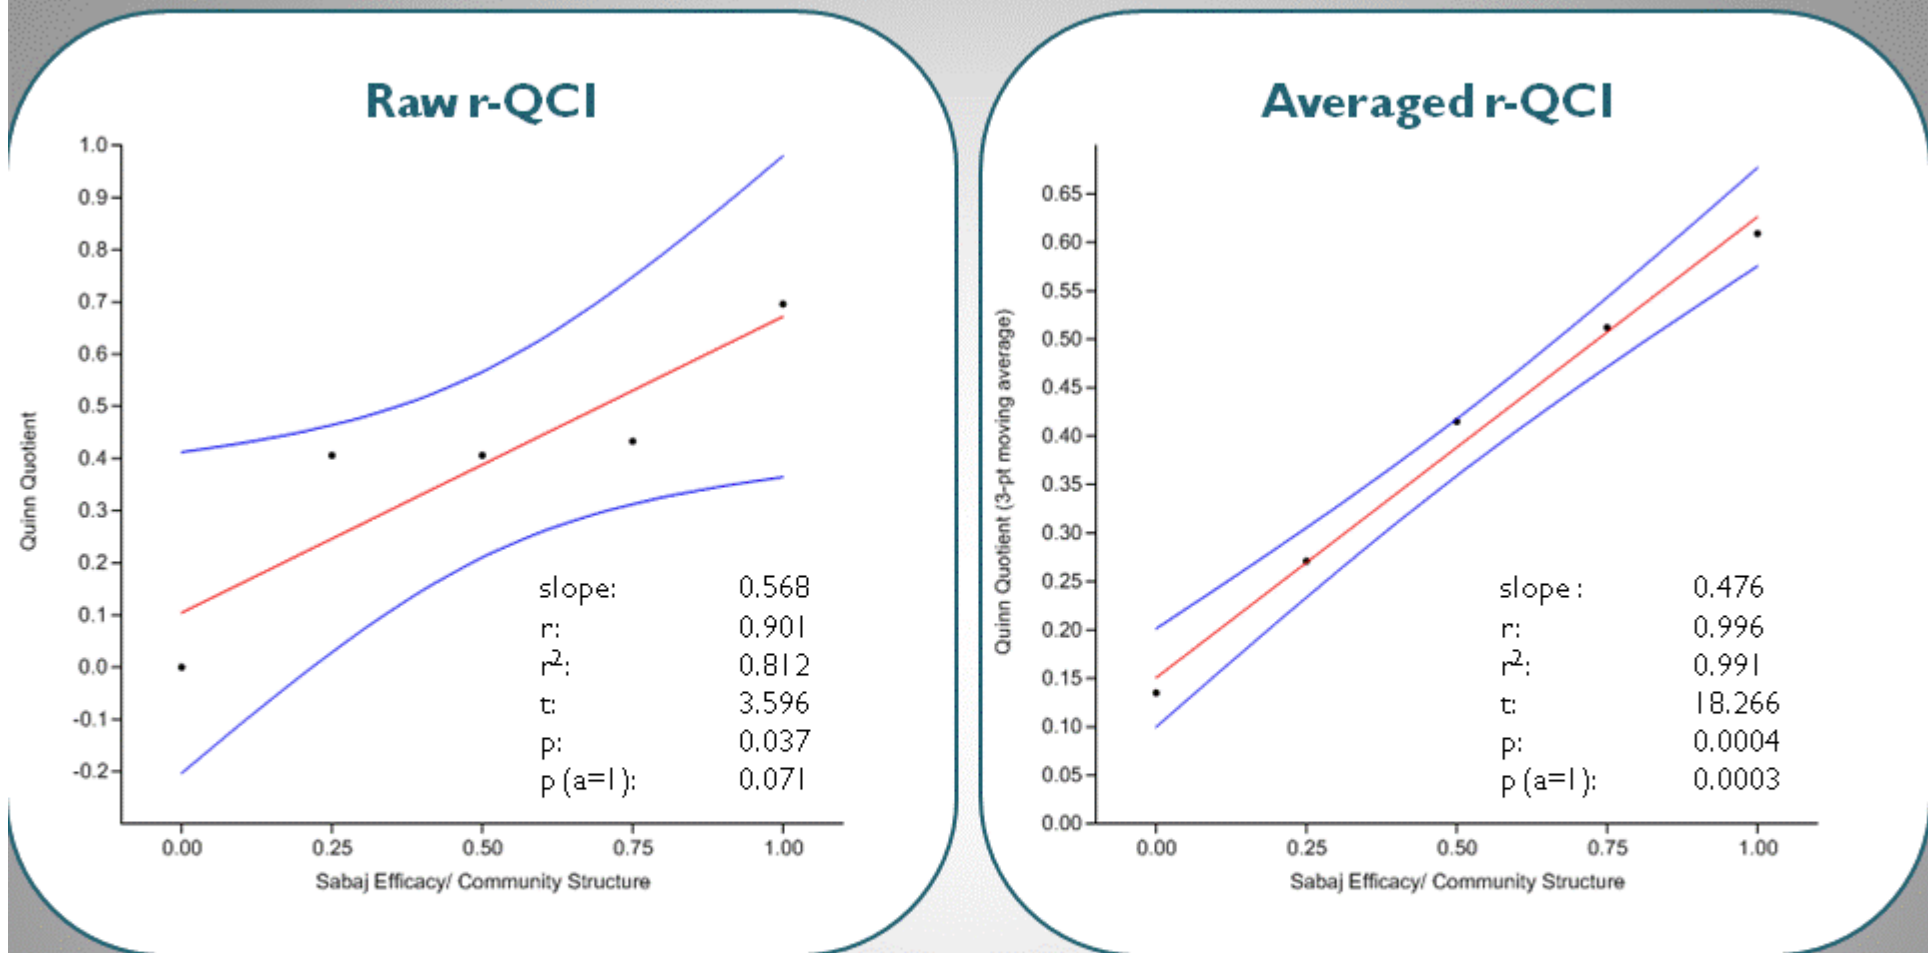 Raw r-QCI
1.0
0.9
0.8
0.7
0.6
0.5
0.4
0.3
0.2
0.1
0.0
-0.1
-0.2
Quinn Quotient
slope: 0.568
r: 0.901
r²: 0.812
t: 3.596
p: 0.037
p (a=1): 0.071
0.00 0.25 0.50 0.75 1.00
Sabaj Efficacy/ Community Structure
Averaged r-QCI
0.65
0.60
0.55
0.50
0.45
0.40
0.35
0.30
0.25
0.20
0.15
0.10
0.05
0.00
Quinn Quotient (3-pt moving average)
slope : 0.476
r: 0.996
r²: 0.991
t: 18.266
p: 0.0004
p (a=1): 0.0003
0.00 0.25 0.50 0.75 1.00
Sabaj Efficacy/ Community Structure